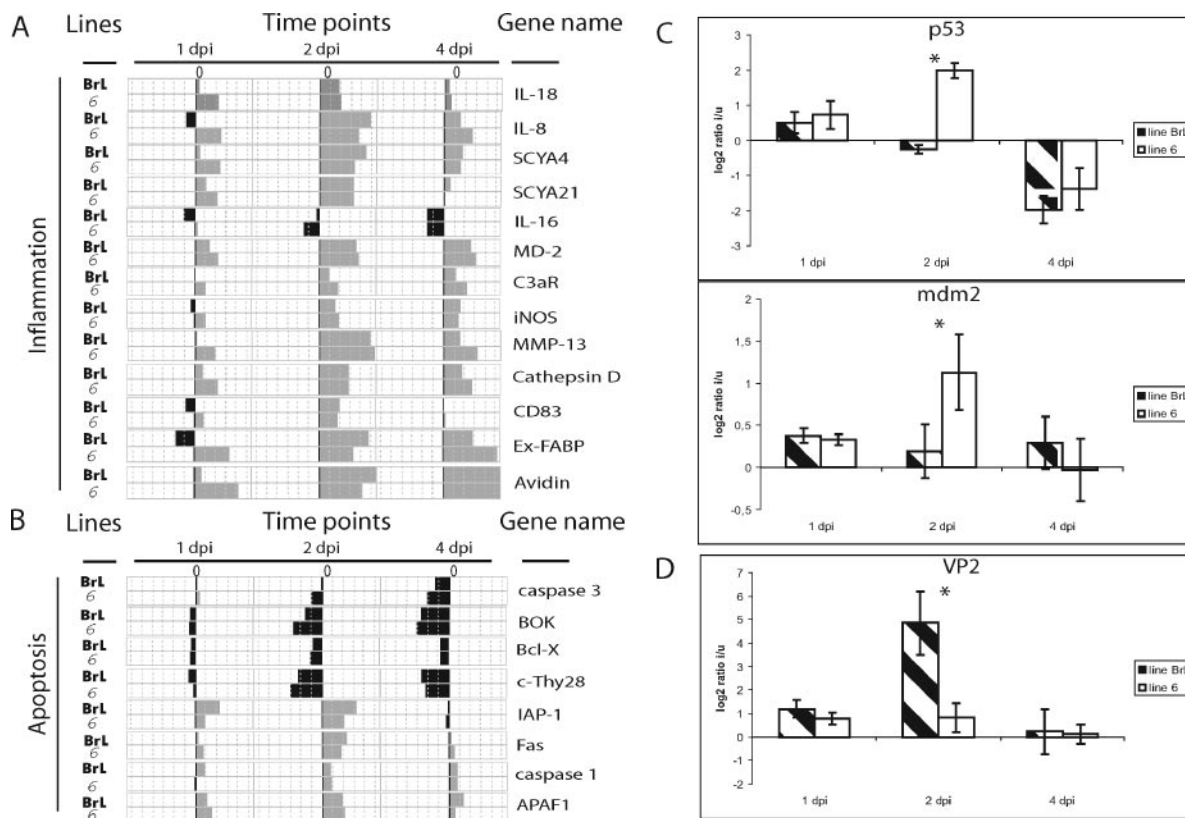 A
Lines Time points Gene name
1 dpi 2 dpi 4 dpi
0 0 0
Inflammation
BrL
6
IL-18
BrL
6
IL-8
BrL
6
SCYA4
BrL
6
SCYA21
BrL
6
IL-16
BrL
6
MD-2
BrL
6
C3aR
BrL
6
iNOS
BrL
6
MMP-13
BrL
6
Cathepsin D
BrL
6
CD83
BrL
6
Ex-FABP
BrL
6
Avidin
B
Lines Time points Gene name
1 dpi 2 dpi 4 dpi
0 0 0
Apoptosis
BrL
6
caspase 3
BrL
6
BOK
BrL
6
Bcl-X
BrL
6
c-Thy28
BrL
6
IAP-1
BrL
6
Fas
BrL
6
caspase 1
BrL
6
APAF1
C
p53
log2 ratio i/u
3
2
1
0
-1
-2
-3
*
1 dpi 2 dpi 4 dpi
line BrL
line 6
mdm2
log2 ratio i/u
2
1,5
1
0,5
0
-0,5
*
1 dpi 2 dpi 4 dpi
line BrL
line 6
D
VP2
log2 ratio i/u
7
6
5
4
3
2
1
0
-1
-2
*
1 dpi 2 dpi 4 dpi
line BrL
line 6